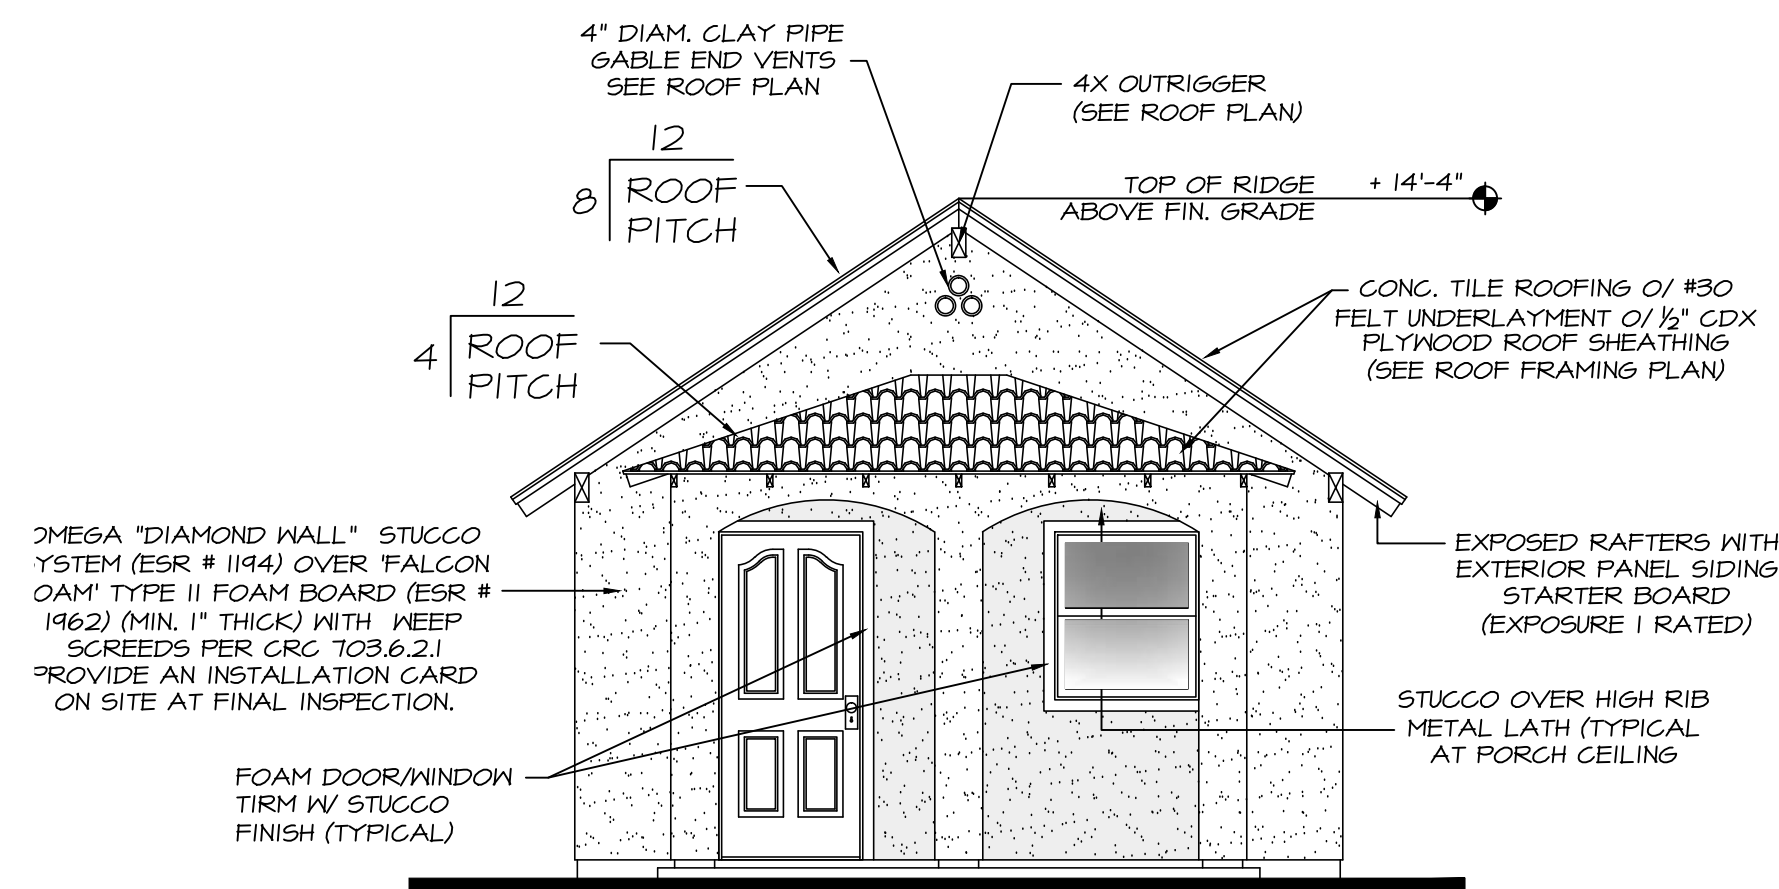 4" DIAM. CLAY PIPE
GABLE END VENTS
SEE ROOF PLAN
4X OUTRIGGER
(SEE ROOF PLAN)
12
8
ROOF
PITCH
TOP OF RIDGE + 14'-4"
ABOVE FIN. GRADE
12
4
ROOF
PITCH
CONC. TILE ROOFING O/ #30
FELT UNDERLAYMENT O/ ½" CDX
PLYWOOD ROOF SHEATHING
(SEE ROOF FRAMING PLAN)
OMEGA "DIAMOND WALL" STUCCO
YSTEM (ESR # 1194) OVER 'FALCON
OAM' TYPE II FOAM BOARD (ESR #
1962) (MIN. 1" THICK) WITH WEEP
SCREEDS PER CRC 703.6.2.1
PROVIDE AN INSTALLATION CARD
ON SITE AT FINAL INSPECTION.
EXPOSED RAFTERS WITH
EXTERIOR PANEL SIDING
STARTER BOARD
(EXPOSURE 1 RATED)
STUCCO OVER HIGH RIB
METAL LATH (TYPICAL
AT PORCH CEILING
FOAM DOOR/WINDOW
TIRM W/ STUCCO
FINISH (TYPICAL)